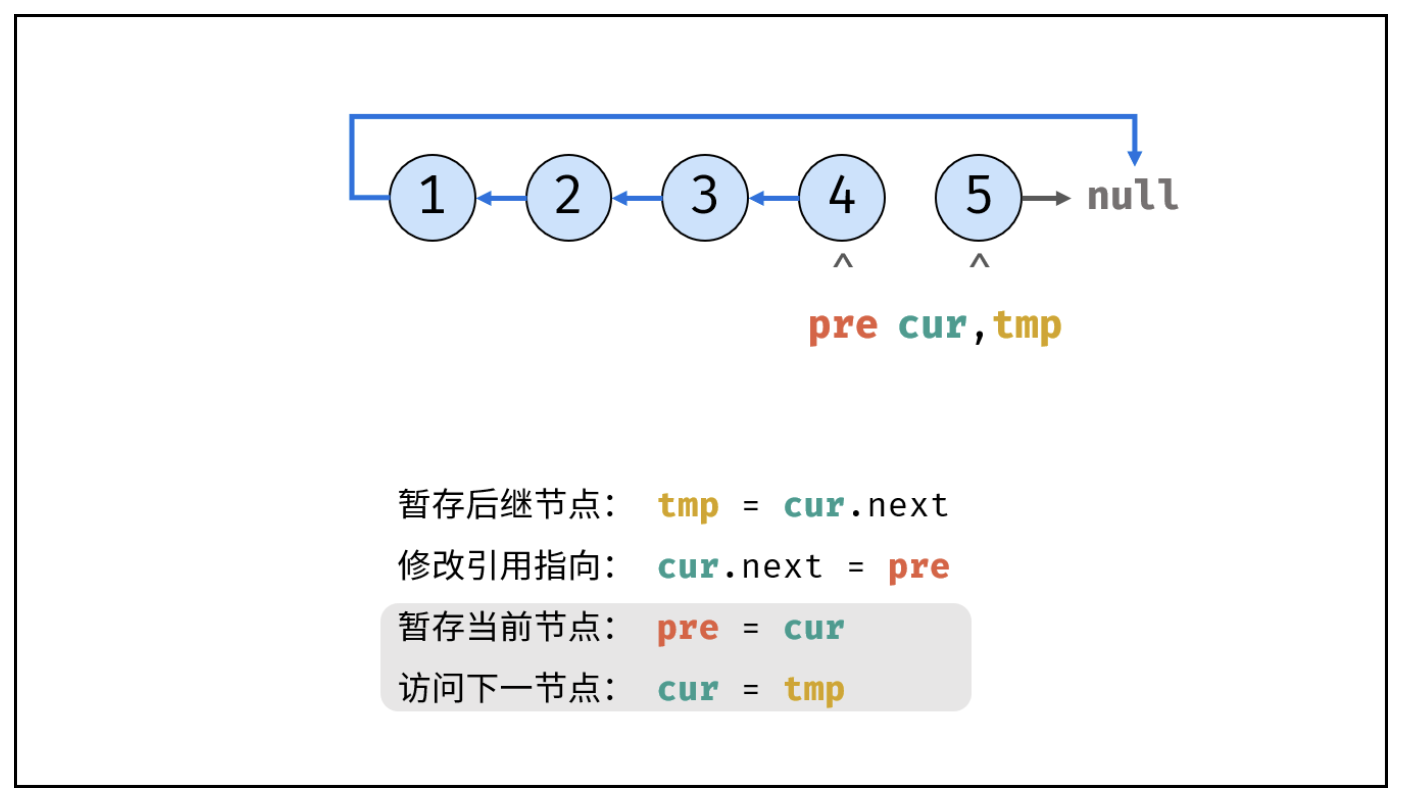 1 2 3 4 5 null
^ ^
pre cur,tmp
暂存后继节点: tmp = cur.next
修改引用指向: cur.next = pre
暂存当前节点: pre = cur
访问下一节点: cur = tmp